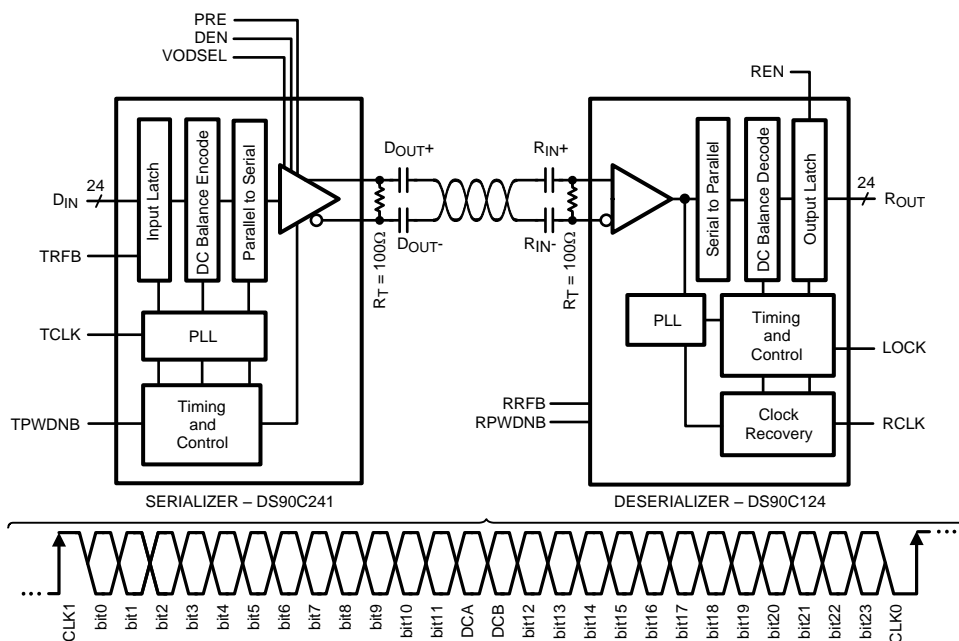 PRE
DEN
VODSEL
REN
Input Latch
DC Balance Encode
Parallel to Serial
DOUT+
RIN+
Serial to Parallel
DC Balance Decode
Output Latch
24
DIN
24
ROUT
DOUT-
RIN-
RT = 100Ω
RT = 100Ω
TRFB
TCLK
PLL
PLL
Timing
and
Control
LOCK
TPWDNB
Timing
and
Control
RRFB
RPWDNB
Clock
Recovery
RCLK
SERIALIZER – DS90C241
DESERIALIZER – DS90C124
CLK1
bit0
bit1
bit2
bit3
bit4
bit5
bit6
bit7
bit8
bit9
bit10
bit11
DCA
DCB
bit12
bit13
bit14
bit15
bit16
bit17
bit18
bit19
bit20
bit21
bit22
bit23
CLK0